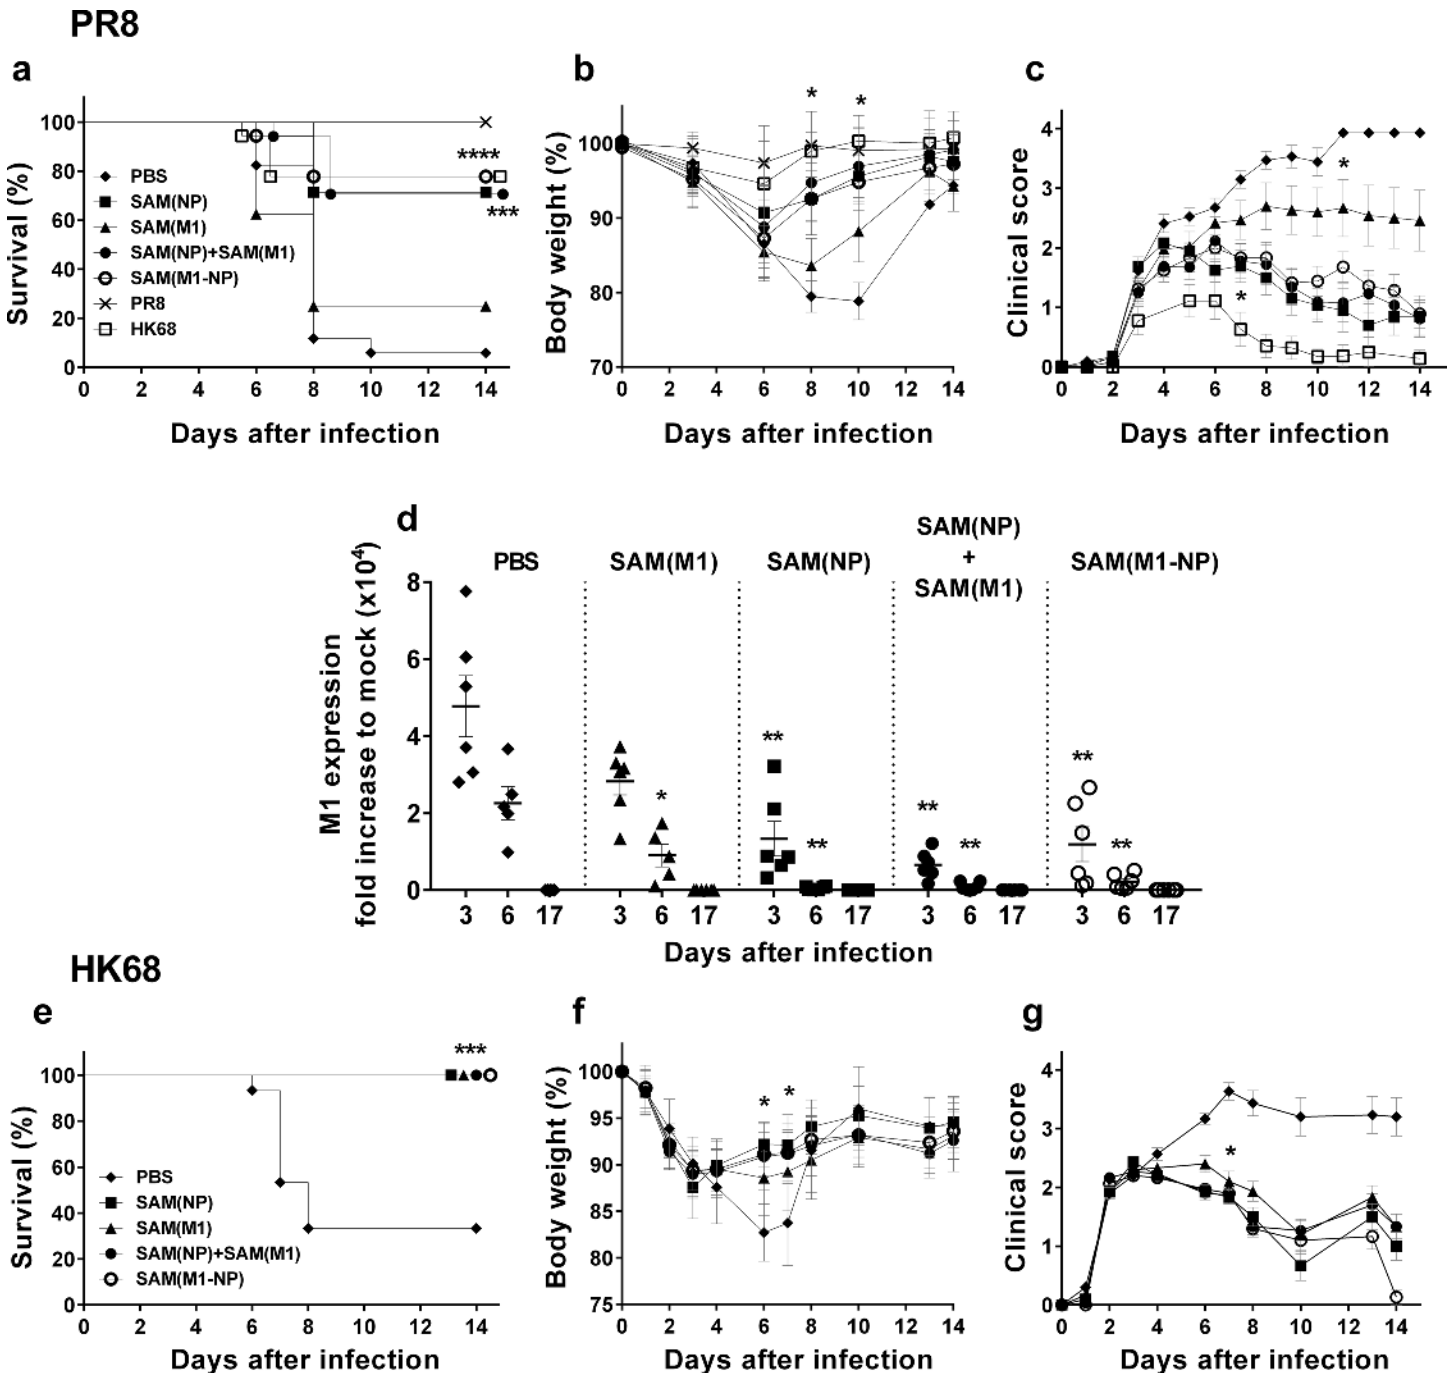 PR8
a
b
c
Survival (%)
100
80
60
40
20
0
PBS
SAM(NP)
SAM(M1)
SAM(NP)+SAM(M1)
SAM(M1-NP)
PR8
HK68
****
***
0 2 4 6 8 10 12 14
Days after infection
Body weight (%)
100
90
80
70
* *
0 2 4 6 8 10 12 14
Days after infection
Clinical score
4
3
2
1
0
*
*
0 2 4 6 8 10 12 14
Days after infection
d
M1 expression
fold increase to mock (x10⁴)
8
6
4
2
0
PBS
SAM(M1)
SAM(NP)
SAM(NP)
+
SAM(M1)
SAM(M1-NP)
*
**
**
**
**
**
**
3 6 17 3 6 17 3 6 17 3 6 17 3 6 17
Days after infection
HK68
e
f
g
Survival (%)
100
80
60
40
20
0
***
PBS
SAM(NP)
SAM(M1)
SAM(NP)+SAM(M1)
SAM(M1-NP)
0 2 4 6 8 10 12 14
Days after infection
Body weight (%)
100
95
90
85
80
75
* *
0 2 4 6 8 10 12 14
Days after infection
Clinical score
4
3
2
1
0
*
0 2 4 6 8 10 12 14
Days after infection